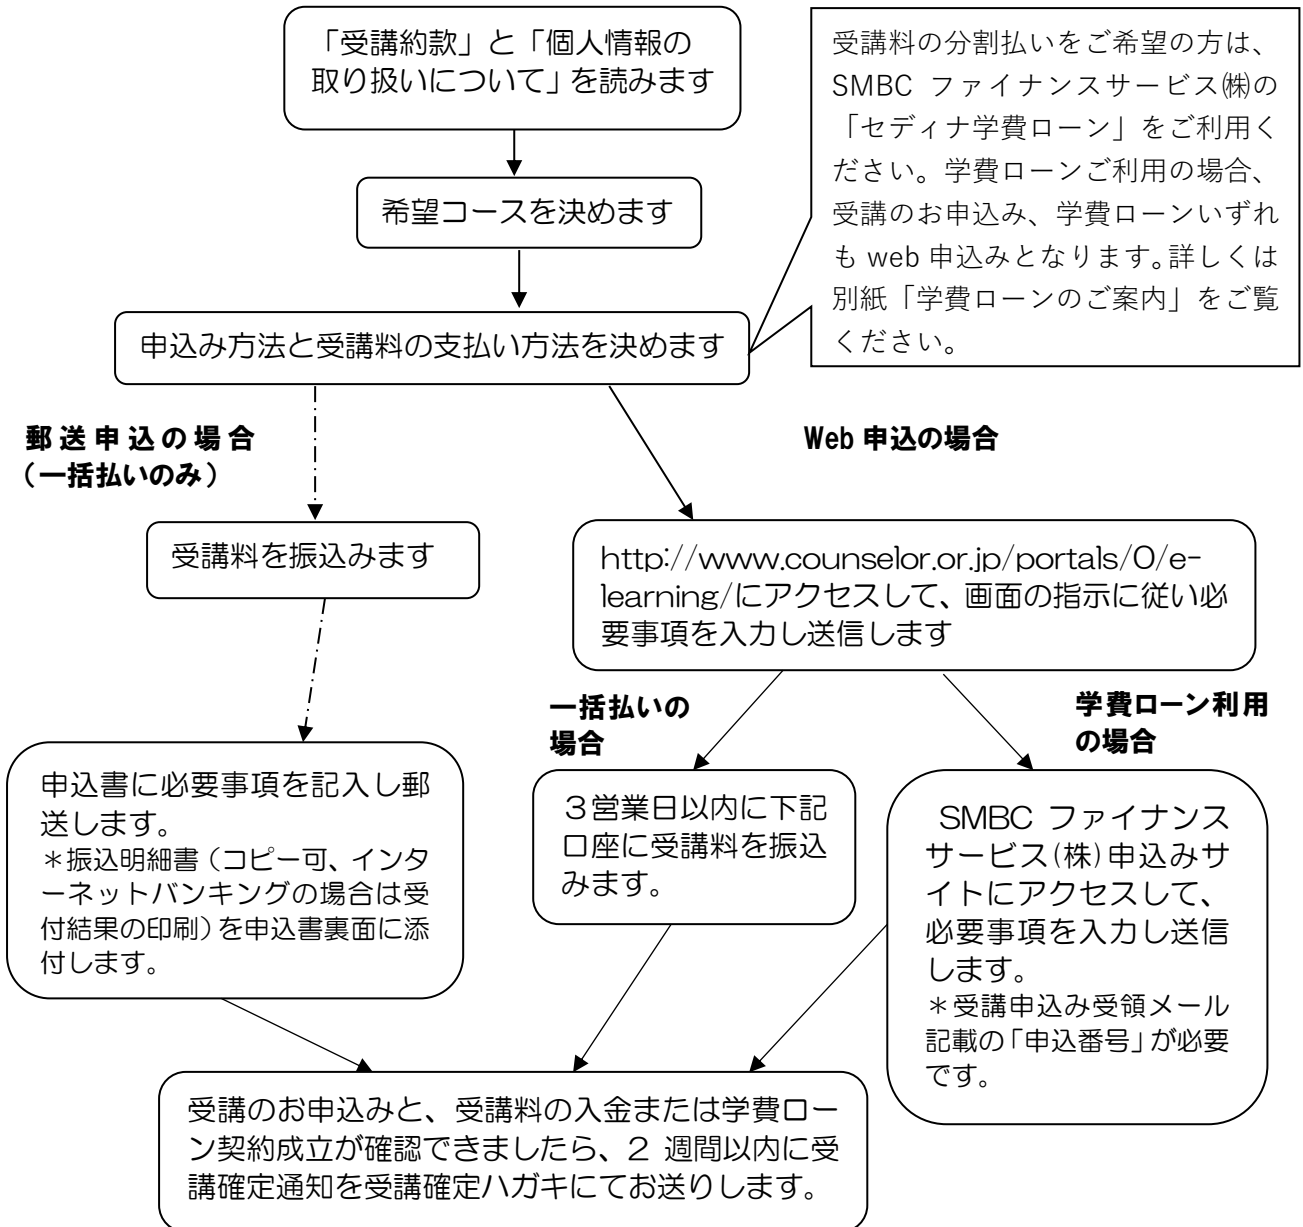 「受講約款」と「個人情報の
取り扱いについて」を読みます
受講料の分割払いをご希望の方は、
SMBC ファイナンスサービス㈱の
「セディナ学費ローン」をご利用く
ださい。学費ローンご利用の場合、
受講のお申込み、学費ローンいずれ
も web 申込みとなります。詳しくは
別紙「学費ローンのご案内」をご覧
ください。
希望コースを決めます
申込み方法と受講料の支払い方法を決めます
郵送申込の場合
（一括払いのみ）
Web 申込の場合
受講料を振込みます
http://www.counselor.or.jp/portals/0/e-
learning/にアクセスして、画面の指示に従い必
要事項を入力し送信します
一括払いの
場合
学費ローン利用
の場合
申込書に必要事項を記入し郵
送します。
＊振込明細書（コピー可、インタ
ーネットバンキングの場合は受
付結果の印刷）を申込書裏面に添
付します。
３営業日以内に下記
口座に受講料を振込
みます。
SMBC ファイナンス
サービス(株)申込みサ
イトにアクセスして、
必要事項を入力し送信
します。
＊受講申込み受領メール
記載の「申込番号」が必要
です。
受講のお申込みと、受講料の入金または学費ロー
ン契約成立が確認できましたら、２ 週間以内に受
講確定通知を受講確定ハガキにてお送りします。